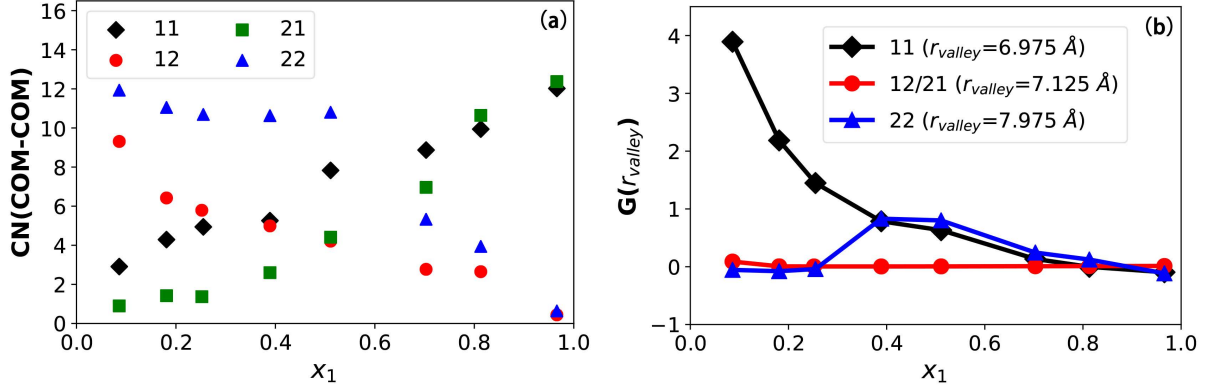 (a)
CN(COM-COM)
16
14
12
10
8
6
4
2
0
11
12
21
22
0.0 0.2 0.4 0.6 0.8 1.0
x1
(b)
G(rvalley)
4
3
2
1
0
−1
11 (rvalley=6.975 Å)
12/21 (rvalley=7.125 Å)
22 (rvalley=7.975 Å)
0.0 0.2 0.4 0.6 0.8 1.0
x1